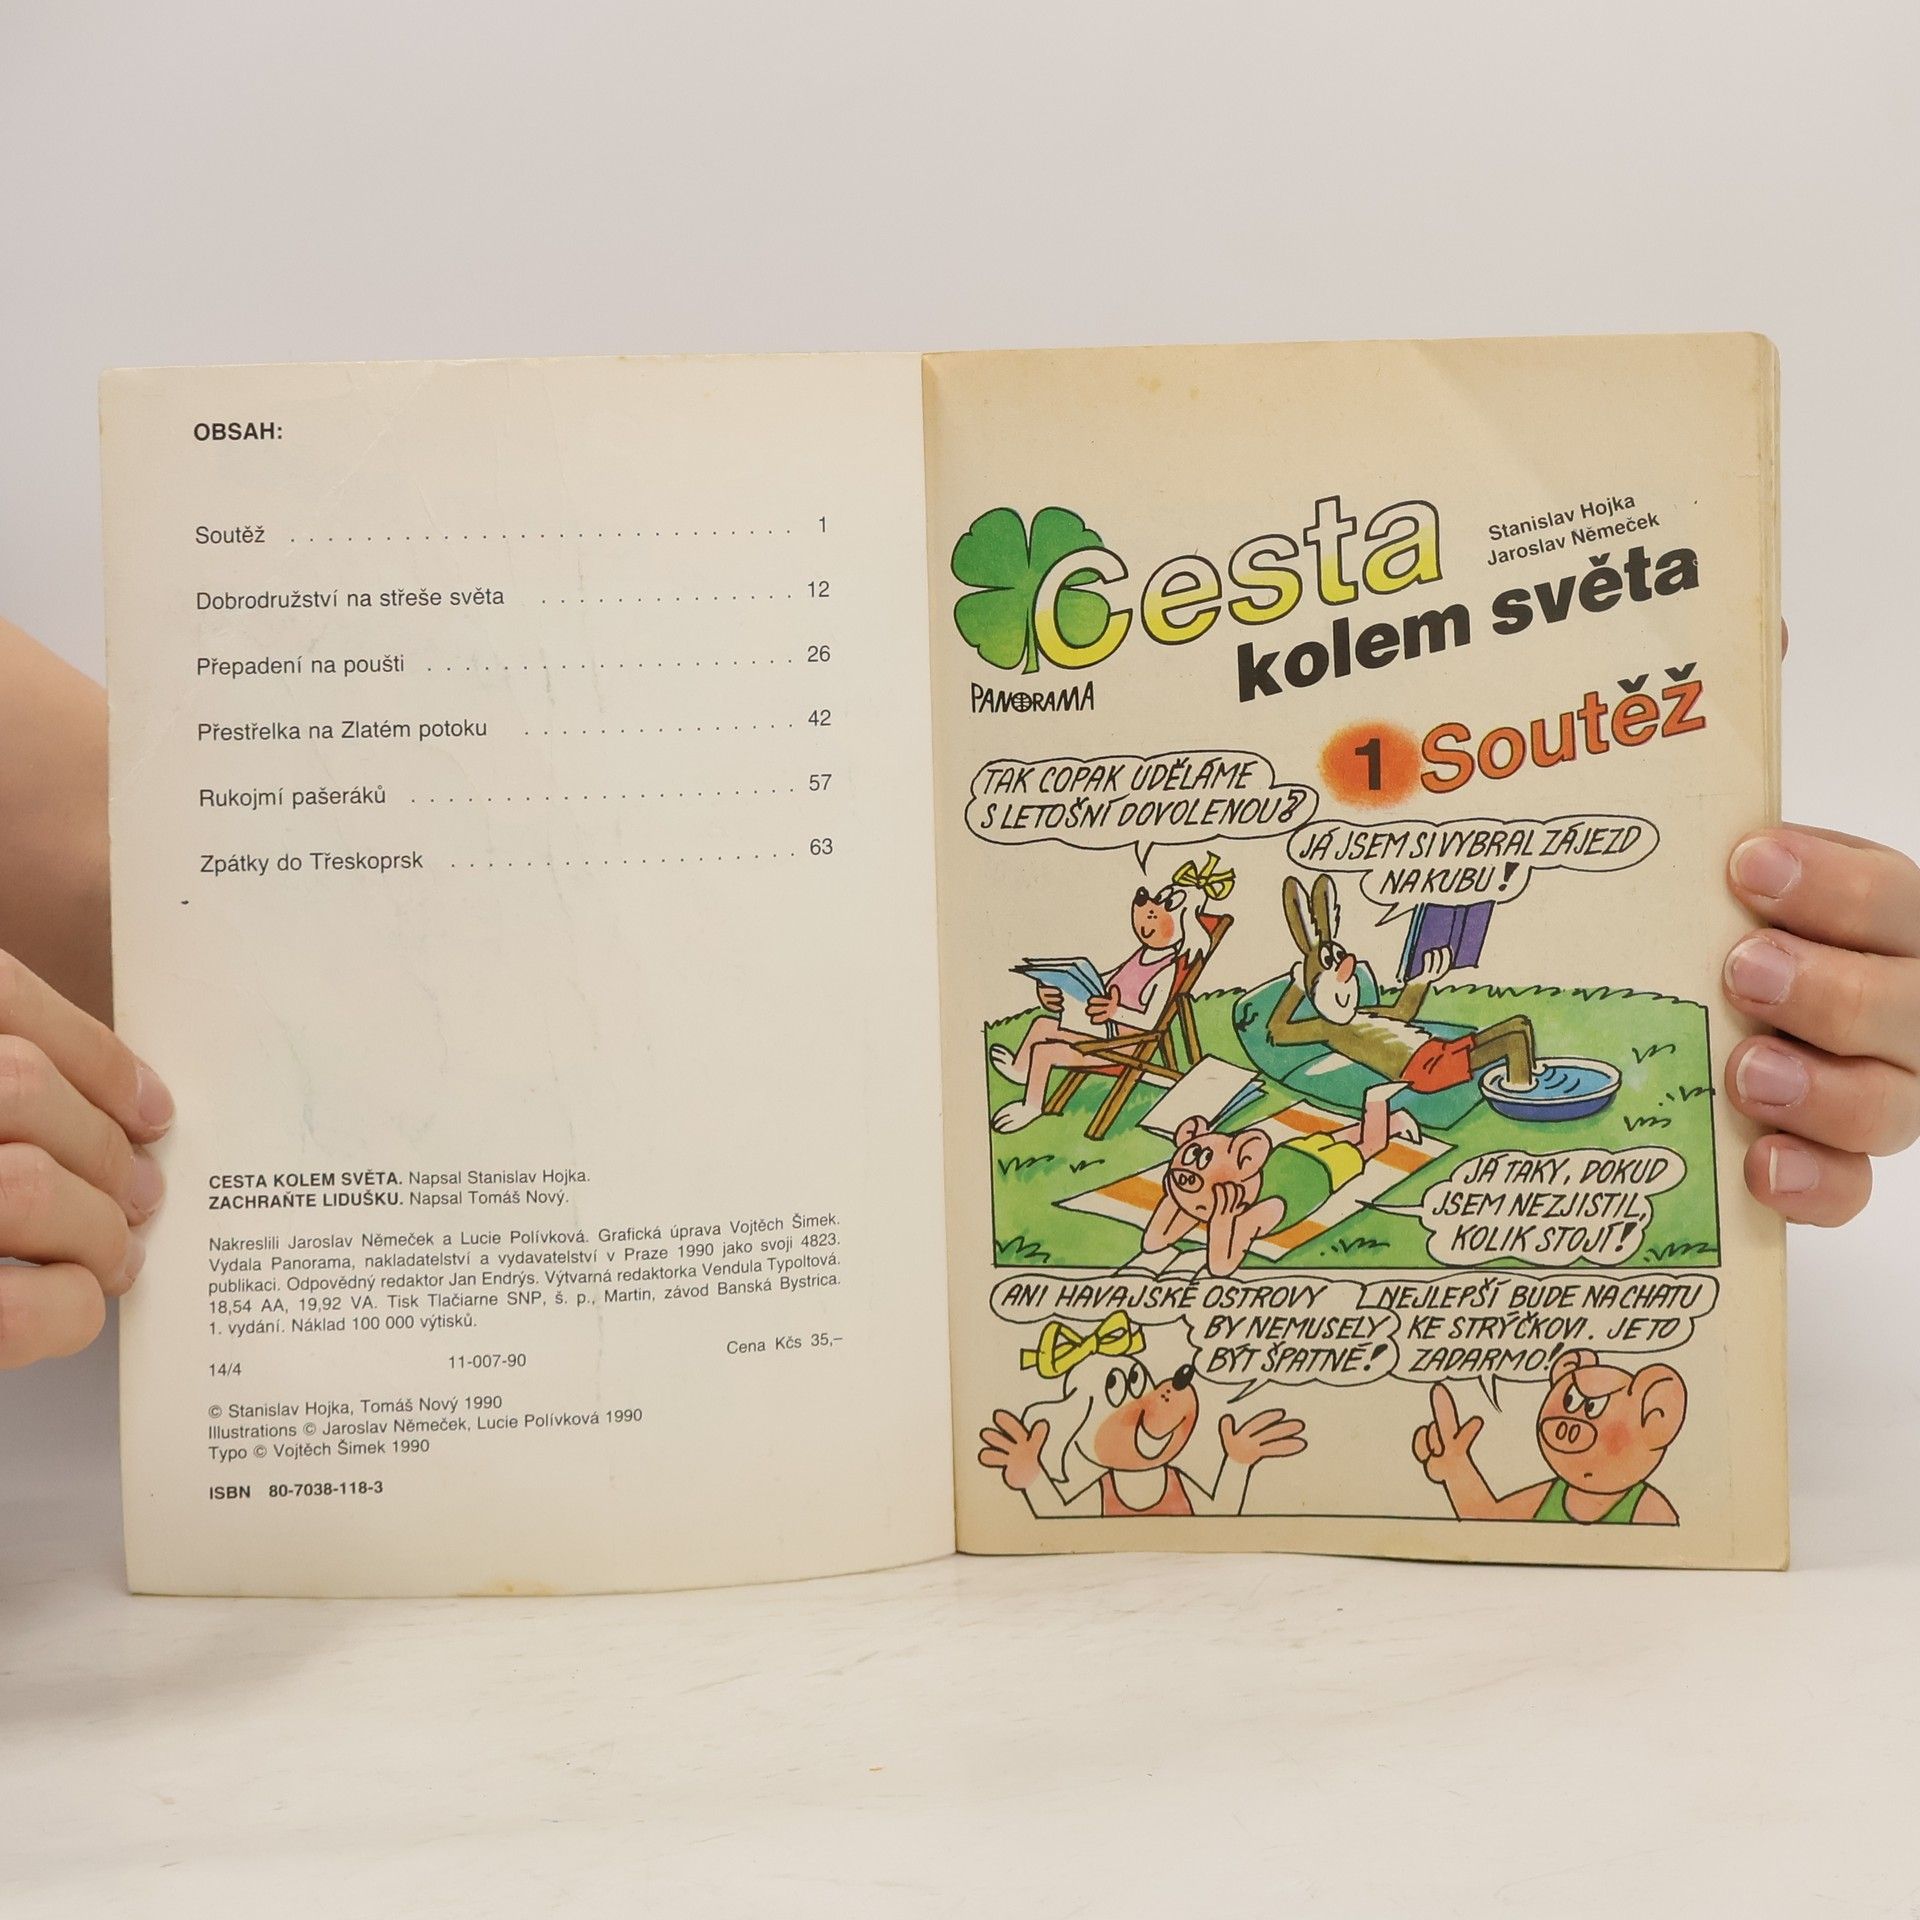 OBSAH:
Soutěž . . . . . . . . . . . . . . . . . . . . . . . . . . . . 1
Dobrodružství na střeše světa . . . . . . . . . . . . . . 12
Přepadení na poušti . . . . . . . . . . . . . . . . . . . . 26
Přestřelka na Zlatém potoku . . . . . . . . . . . . . . . 42
Rukojmí pašeráků . . . . . . . . . . . . . . . . . . . . . 57
Zpátky do Třeskoprsk . . . . . . . . . . . . . . . . . . . 63
CESTA KOLEM SVĚTA. Napsal Stanislav Hojka.
ZACHRAŇTE LIDUŠKU. Napsal Tomáš Nový.
Nakreslili Jaroslav Němeček a Lucie Polívková. Grafická úprava Vojtěch Šimek.
Vydala Panorama, nakladatelství a vydavatelství v Praze 1990 jako svoji 4823.
publikaci. Odpovědný redaktor Jan Endrýs. Výtvarná redaktorka Vendula Typoltová.
18,54 AA, 19,92 VA. Tisk Tlačiarne SNP, š. p., Martin, závod Banská Bystrica.
1. vydání. Náklad 100 000 výtisků.
14/4 11-007-90 Cena Kčs 35,–
© Stanislav Hojka, Tomáš Nový 1990
Illustrations © Jaroslav Němeček, Lucie Polívková 1990
Typo © Vojtěch Šimek 1990
ISBN 80-7038-118-3
Stanislav Hojka
Jaroslav Němeček
Cesta
kolem světa
PANORAMA
1 Soutěž
TAK COPAK UDĚLÁME
S LETOŠNÍ DOVOLENOU?
JÁ JSEM SI VYBRAL ZÁJEZD
NA KUBU!
JÁ TAKY, DOKUD
JSEM NEZJISTIL,
KOLIK STOJÍ!
ANI HAVAJSKÉ OSTROVY
BY NEMUSELY
BÝT ŠPATNÉ!
NEJLEPŠÍ BUDE NA CHATU
KE STRÝČKOVI. JE TO
ZADARMO!